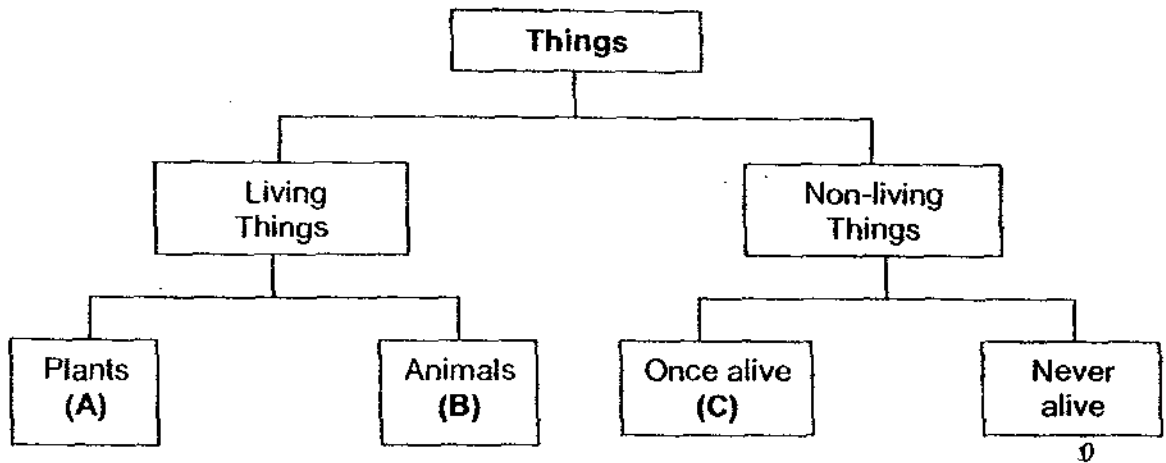 Things
Living
Things
Non-living
Things
Plants
(A)
Animals
(B)
Once alive
(C)
Never
alive